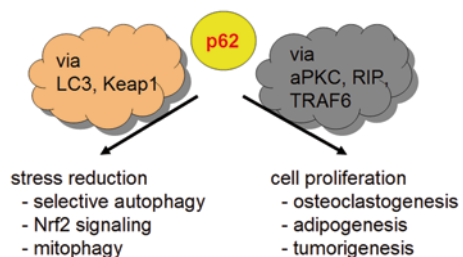 p62
via
LC3, Keap1
via
aPKC, RIP,
TRAF6
stress reduction
- selective autophagy
- Nrf2 signaling
- mitophagy
cell proliferation
- osteoclastogenesis
- adipogenesis
- tumorigenesis